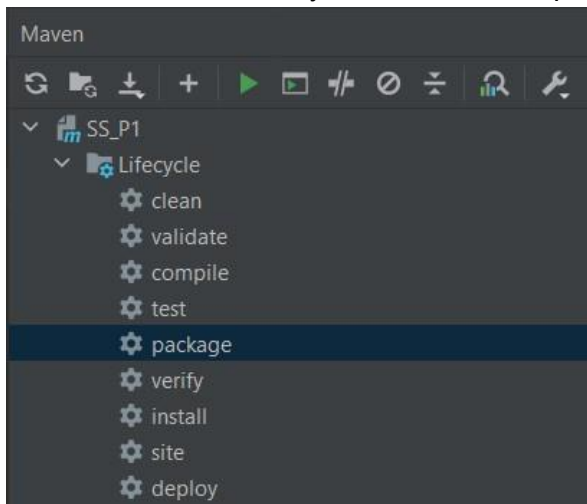 Maven
SS_P1
Lifecycle
clean
validate
compile
test
package
verify
install
site
deploy